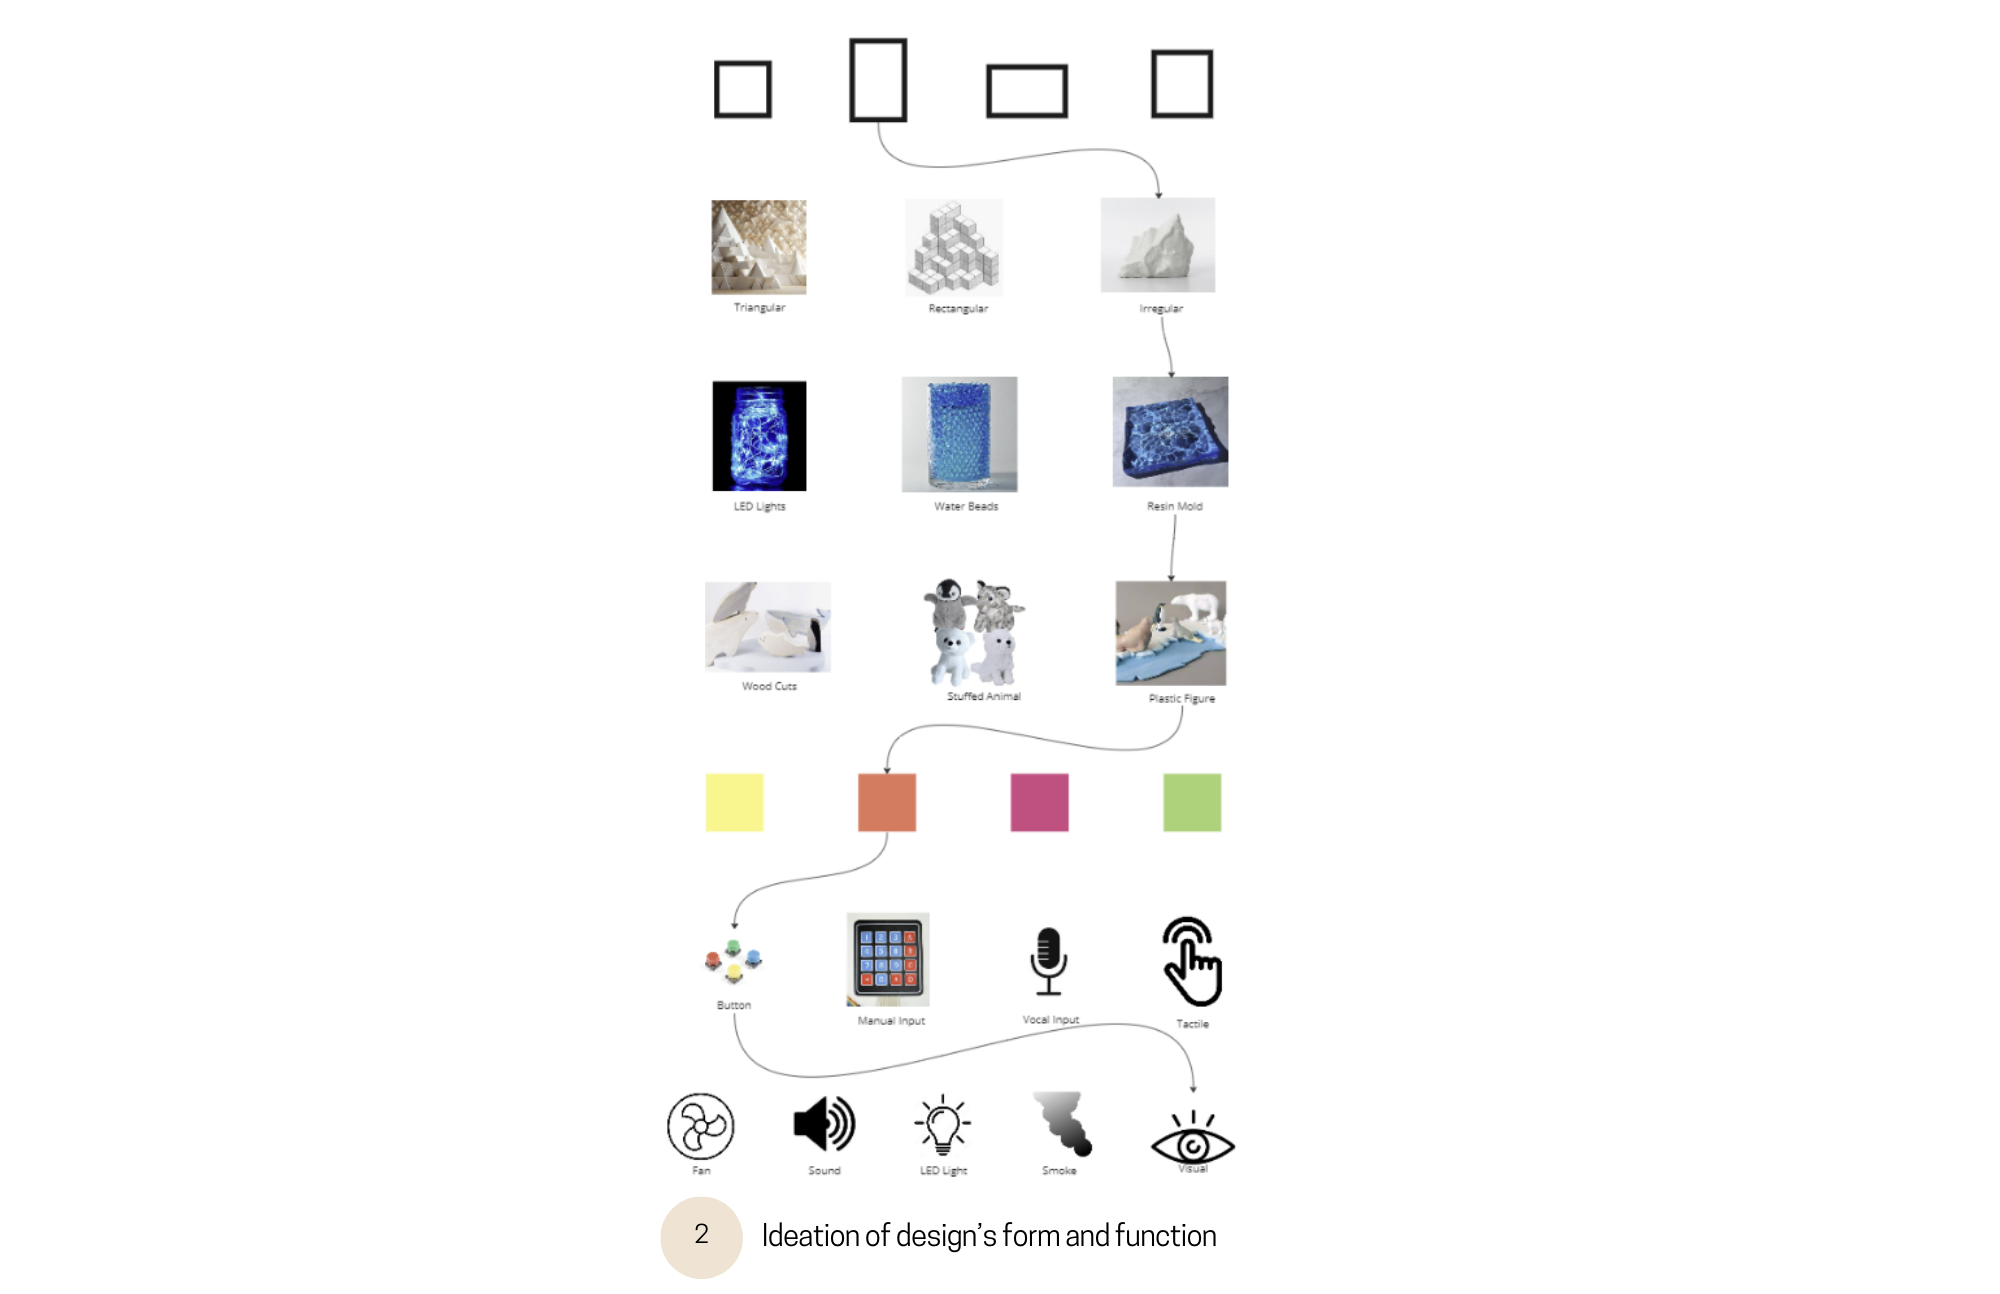 Triangular
Rectangular
Irregular
LED Lights
Water Beads
Resin Mold
Wood Cuts
Stuffed Animal
Plastic Figure
Button
Manual Input
Vocal Input
Tactile
Fan
Sound
LED Light
Smoke
Visual
2
Ideation of design’s form and function